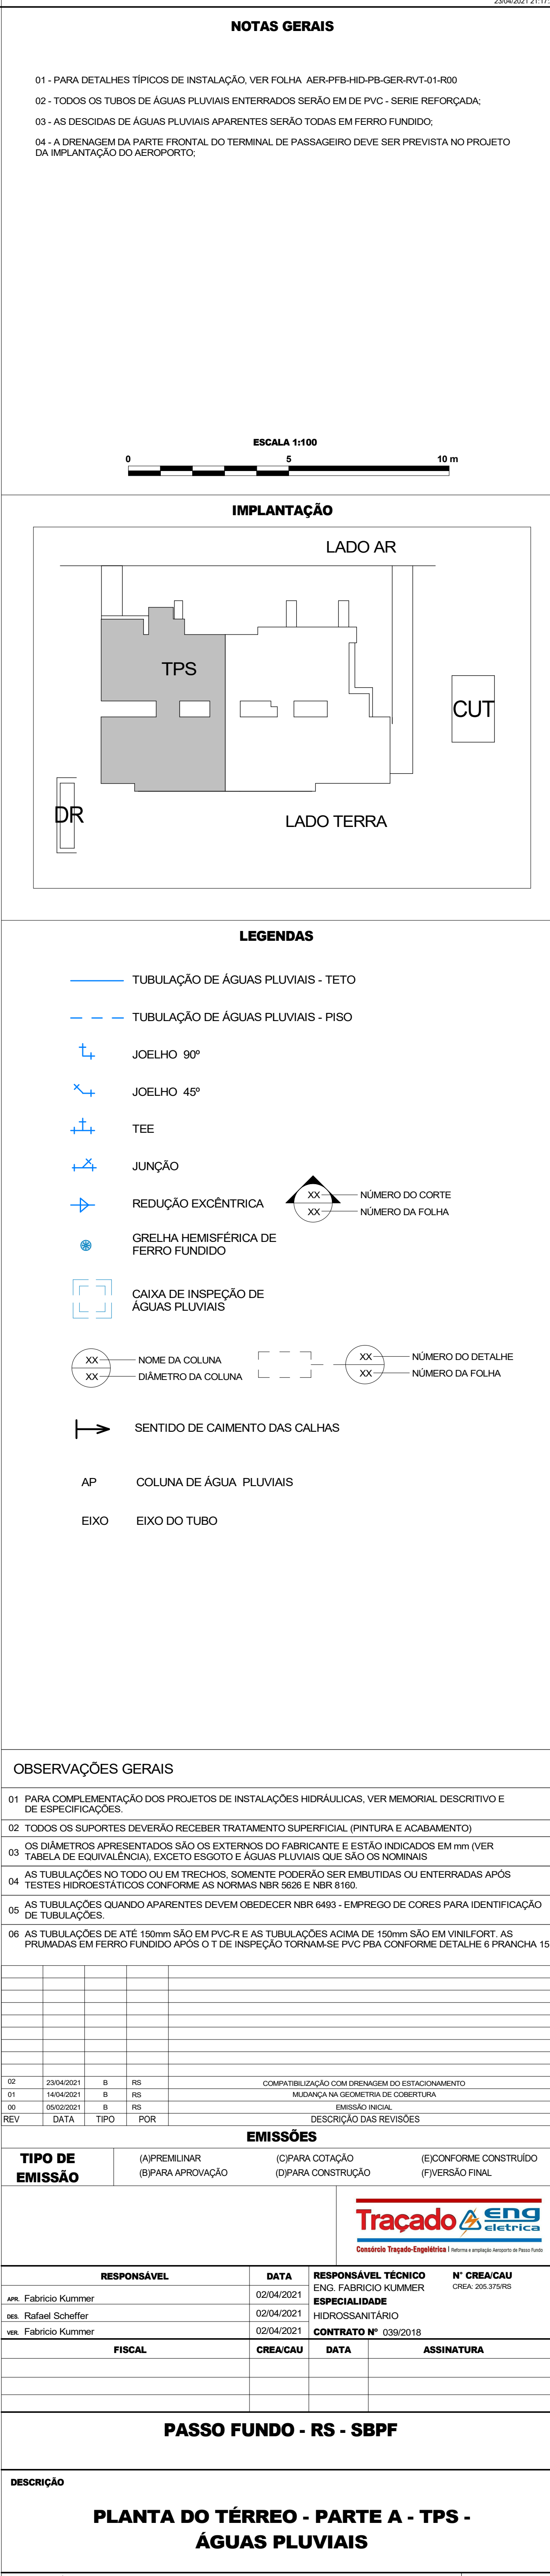 23/04/2021 21:17
NOTAS GERAIS
01 - PARA DETALHES TÍPICOS DE INSTALAÇÃO, VER FOLHA AER-PFB-HID-PB-GER-RVT-01-R00
02 - TODOS OS TUBOS DE ÁGUAS PLUVIAIS ENTERRADOS SERÃO EM DE PVC - SERIE REFORÇADA;
03 - AS DESCIDAS DE ÁGUAS PLUVIAIS APARENTES SERÃO TODAS EM FERRO FUNDIDO;
04 - A DRENAGEM DA PARTE FRONTAL DO TERMINAL DE PASSAGEIRO DEVE SER PREVISTA NO PROJETO
DA IMPLANTAÇÃO DO AEROPORTO;
ESCALA 1:100
0 5 10 m
IMPLANTAÇÃO
LADO AR
TPS
CUT
DR
LADO TERRA
LEGENDAS
TUBULAÇÃO DE ÁGUAS PLUVIAIS - TETO
TUBULAÇÃO DE ÁGUAS PLUVIAIS - PISO
JOELHO 90º
JOELHO 45º
TEE
JUNÇÃO
REDUÇÃO EXCÊNTRICA
XX NÚMERO DO CORTE
XX NÚMERO DA FOLHA
GRELHA HEMISFÉRICA DE
FERRO FUNDIDO
CAIXA DE INSPEÇÃO DE
ÁGUAS PLUVIAIS
XX NOME DA COLUNA
XX DIÂMETRO DA COLUNA
XX NÚMERO DO DETALHE
XX NÚMERO DA FOLHA
SENTIDO DE CAIMENTO DAS CALHAS
AP COLUNA DE ÁGUA PLUVIAIS
EIXO EIXO DO TUBO
OBSERVAÇÕES GERAIS
01 PARA COMPLEMENTAÇÃO DOS PROJETOS DE INSTALAÇÕES HIDRÁULICAS, VER MEMORIAL DESCRITIVO E
DE ESPECIFICAÇÕES.
02 TODOS OS SUPORTES DEVERÃO RECEBER TRATAMENTO SUPERFICIAL (PINTURA E ACABAMENTO)
03 OS DIÂMETROS APRESENTADOS SÃO OS EXTERNOS DO FABRICANTE E ESTÃO INDICADOS EM mm (VER
TABELA DE EQUIVALÊNCIA), EXCETO ESGOTO E ÁGUAS PLUVIAIS QUE SÃO OS NOMINAIS
04 AS TUBULAÇÕES NO TODO OU EM TRECHOS, SOMENTE PODERÃO SER EMBUTIDAS OU ENTERRADAS APÓS
TESTES HIDROESTÁTICOS CONFORME AS NORMAS NBR 5626 E NBR 8160.
05 AS TUBULAÇÕES QUANDO APARENTES DEVEM OBEDECER NBR 6493 - EMPREGO DE CORES PARA IDENTIFICAÇÃO
DE TUBULAÇÕES.
06 AS TUBULAÇÕES DE ATÉ 150mm SÃO EM PVC-R E AS TUBULAÇÕES ACIMA DE 150mm SÃO EM VINILFORT. AS
PRUMADAS EM FERRO FUNDIDO APÓS O T DE INSPEÇÃO TORNAM-SE PVC PBA CONFORME DETALHE 6 PRANCHA 15
02 23/04/2021 B RS COMPATIBILIZAÇÃO COM DRENAGEM DO ESTACIONAMENTO
01 14/04/2021 B RS MUDANÇA NA GEOMETRIA DE COBERTURA
00 05/02/2021 B RS EMISSÃO INICIAL
REV DATA TIPO POR DESCRIÇÃO DAS REVISÕES
EMISSÕES
TIPO DE
EMISSÃO
(A)PREMILINAR (C)PARA COTAÇÃO (E)CONFORME CONSTRUÍDO
(B)PARA APROVAÇÃO (D)PARA CONSTRUÇÃO (F)VERSÃO FINAL
Traçado eng
eletrica
Consórcio Traçado-Engelétrica | Reforma e ampliação Aeroporto de Passo Fundo
RESPONSÁVEL DATA RESPONSÁVEL TÉCNICO N° CREA/CAU
APR. Fabricio Kummer 02/04/2021 ENG. FABRICIO KUMMER CREA: 205.375/RS
ESPECIALIDADE
DES. Rafael Scheffer 02/04/2021 HIDROSSANITÁRIO
VER. Fabricio Kummer 02/04/2021 CONTRATO Nº 039/2018
FISCAL CREA/CAU DATA ASSINATURA
PASSO FUNDO - RS - SBPF
DESCRIÇÃO
PLANTA DO TÉRREO - PARTE A - TPS -
ÁGUAS PLUVIAIS